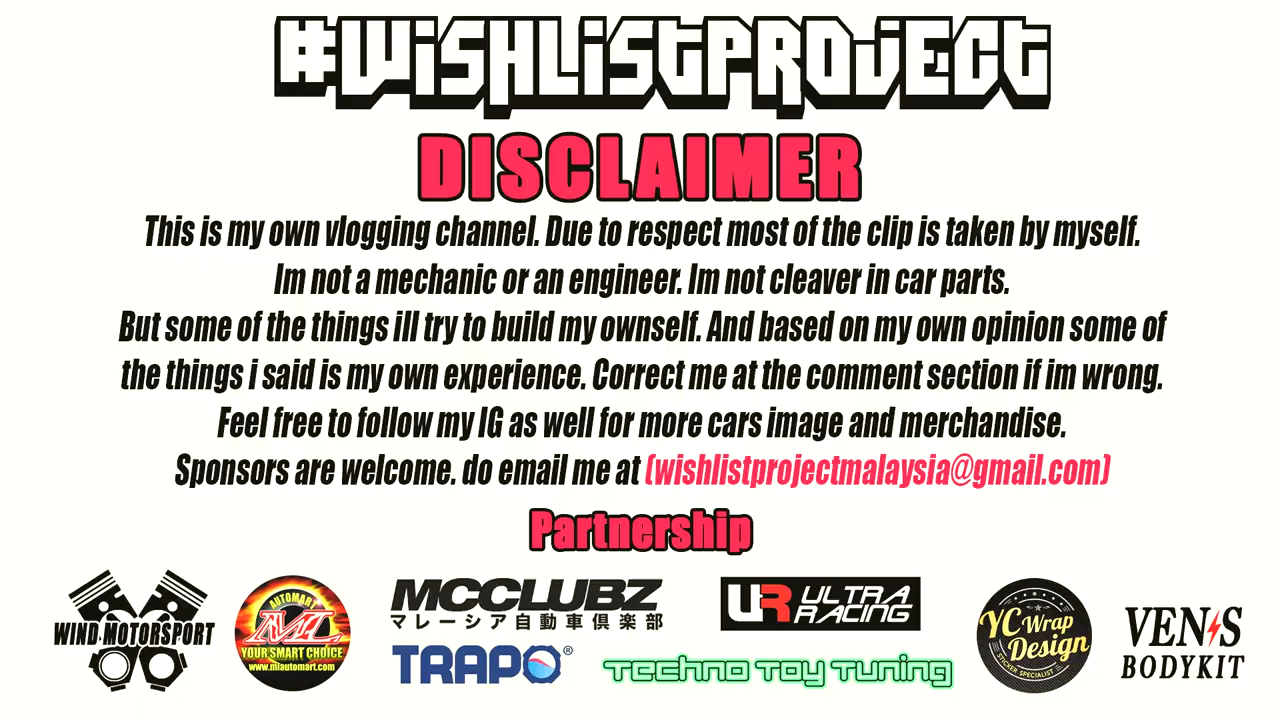 #WiSHLiSTPROJECT
DISCLAIMER
This is my own vlogging channel. Due to respect most of the clip is taken by myself.
Im not a mechanic or an engineer. Im not cleaver in car parts.
But some of the things ill try to build my ownself. And based on my own opinion some of
the things i said is my own experience. Correct me at the comment section if im wrong.
Feel free to follow my IG as well for more cars image and merchandise.
Sponsors are welcome. do email me at (wishlistprojectmalaysia@gmail.com)
Partnership
WIND MOTORSPORT
AUTOMART
ML
YOUR SMART CHOICE
www.mlautomart.com
MCCLUBZ
マレーシア自動車倶楽部
TRAPO®
UR ULTRA
RACING
TECHNO TOY TUNING
YC Wrap
Design
STICKER SPECIALIST
VENS
BODYKIT